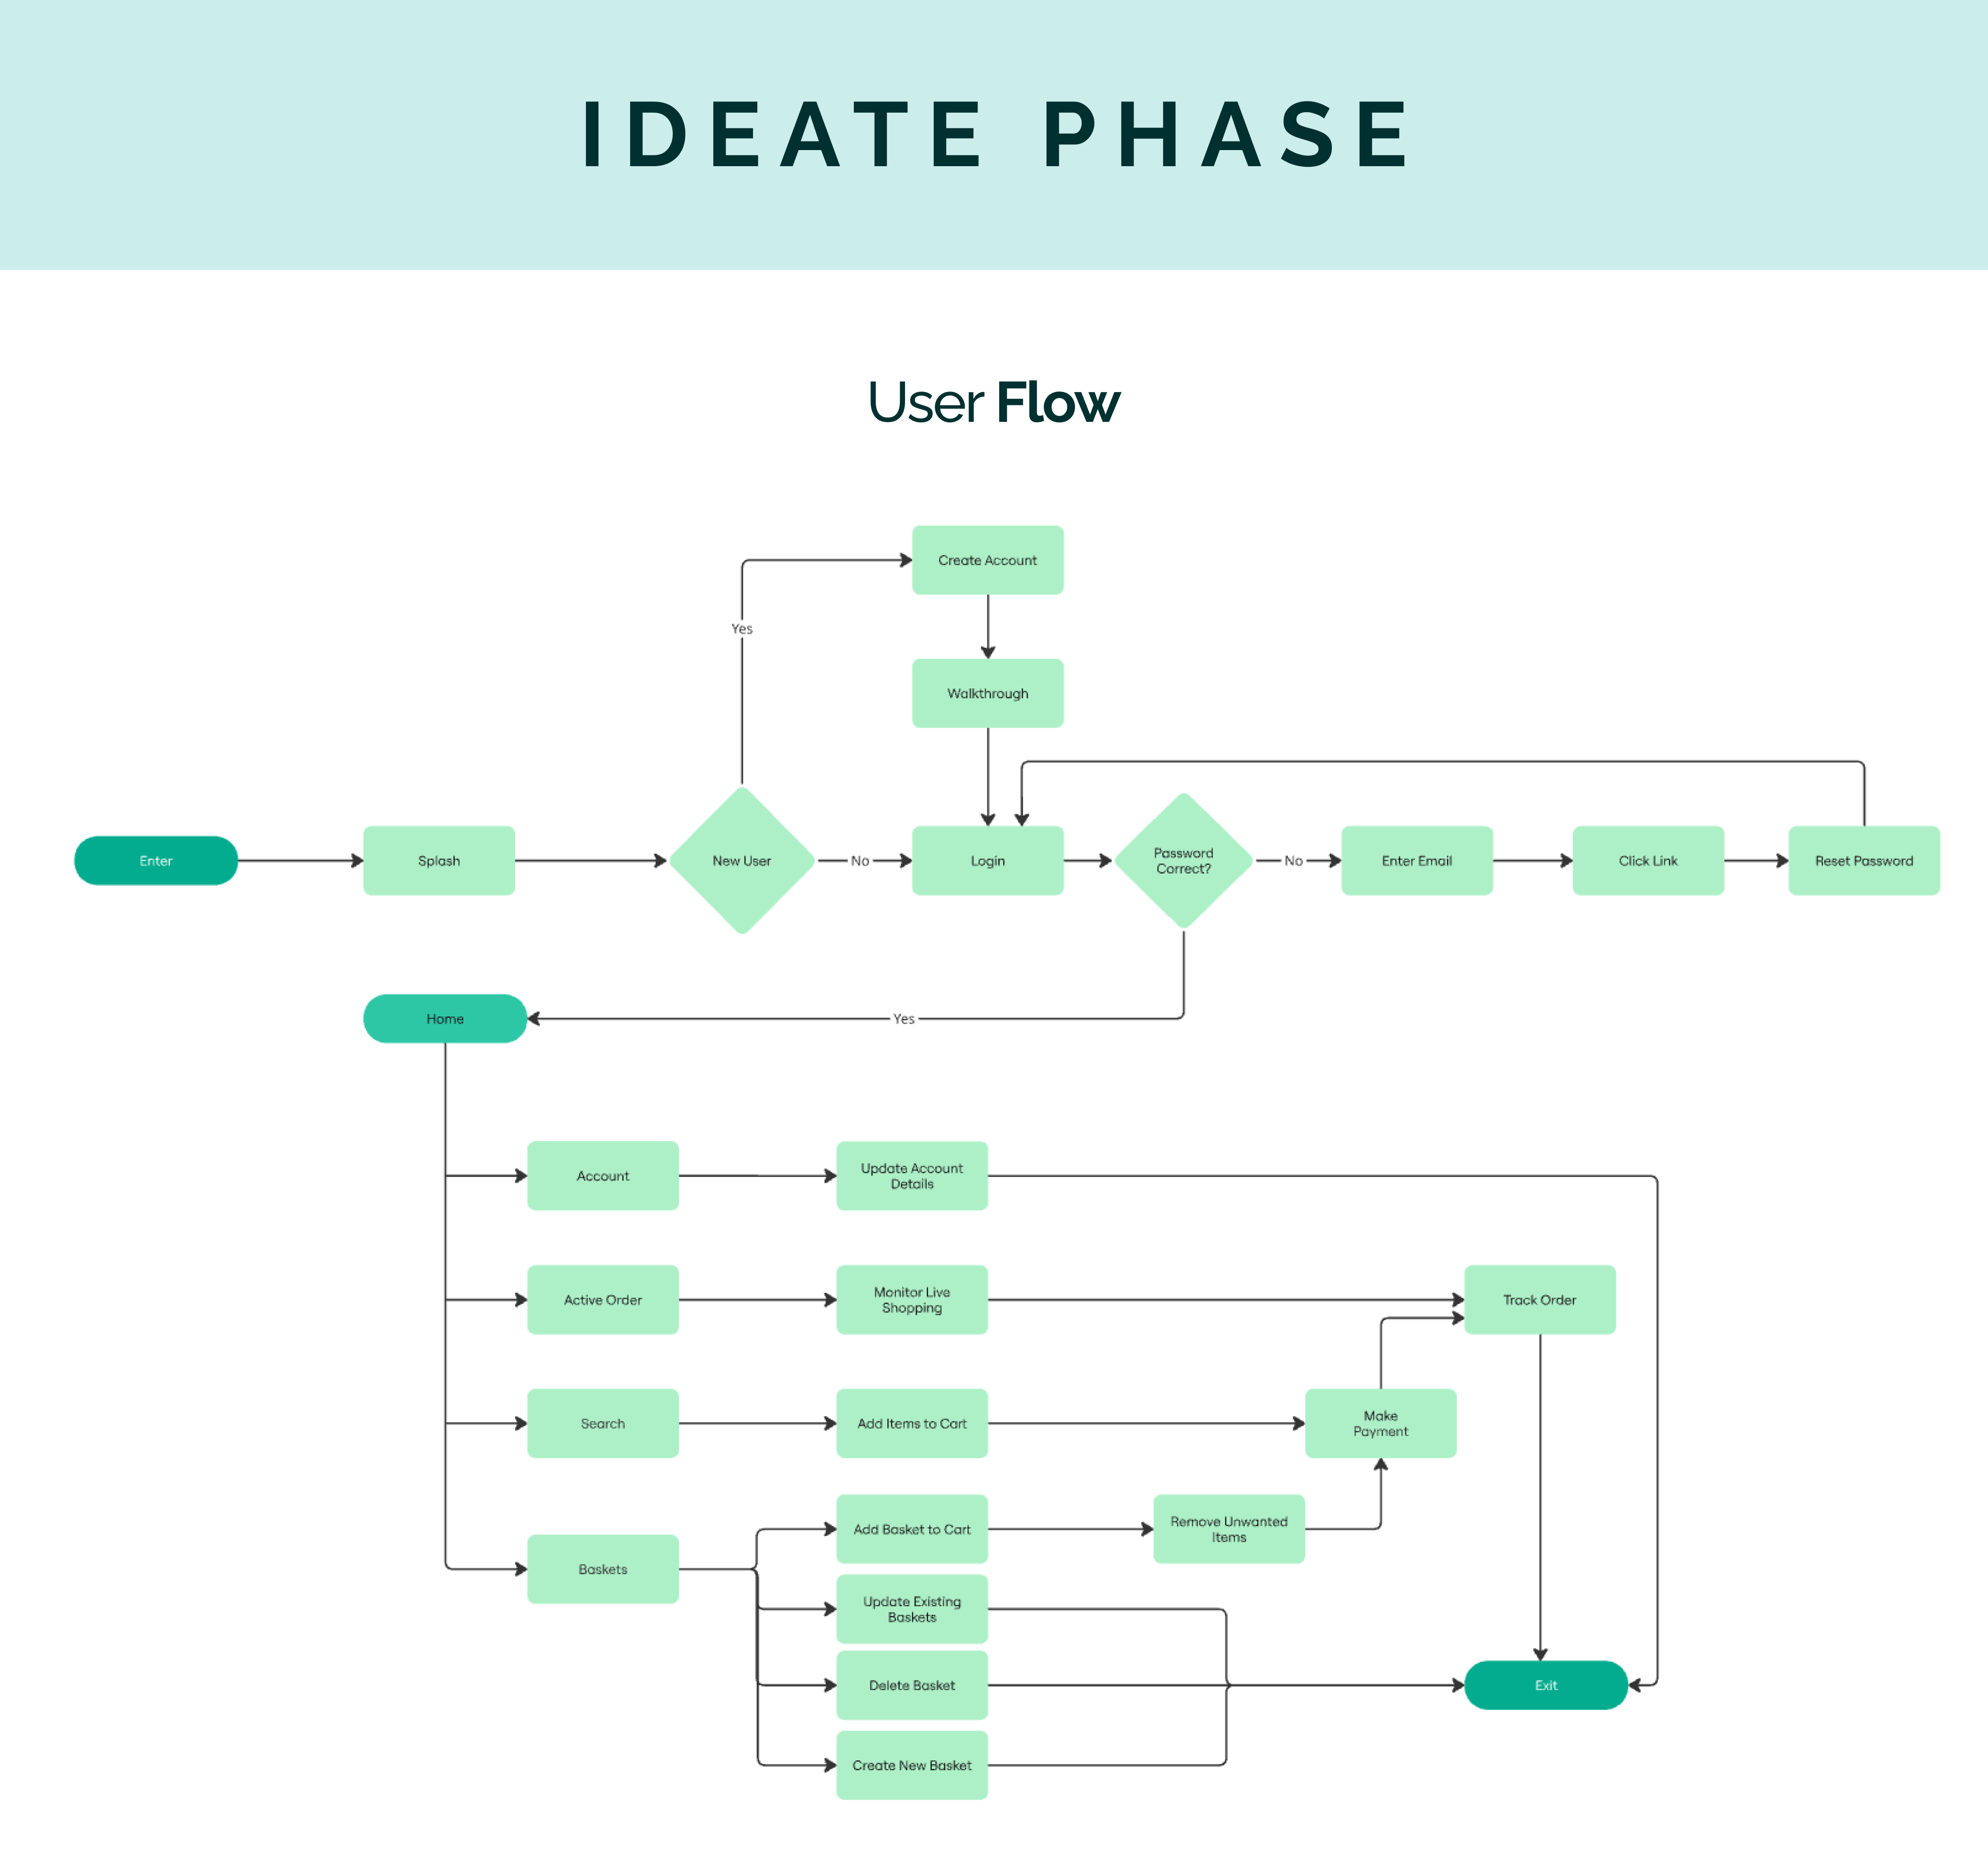 IDEATE PHASE
User Flow
Create Account
Yes
Walkthrough
Enter
Splash
New User
No
Login
Password
Correct?
No
Enter Email
Click Link
Reset Password
Home
Yes
Account
Update Account
Details
Active Order
Monitor Live
Shopping
Track Order
Search
Add Items to Cart
Make
Payment
Baskets
Add Basket to Cart
Remove Unwanted
Items
Update Existing
Baskets
Delete Basket
Exit
Create New Basket